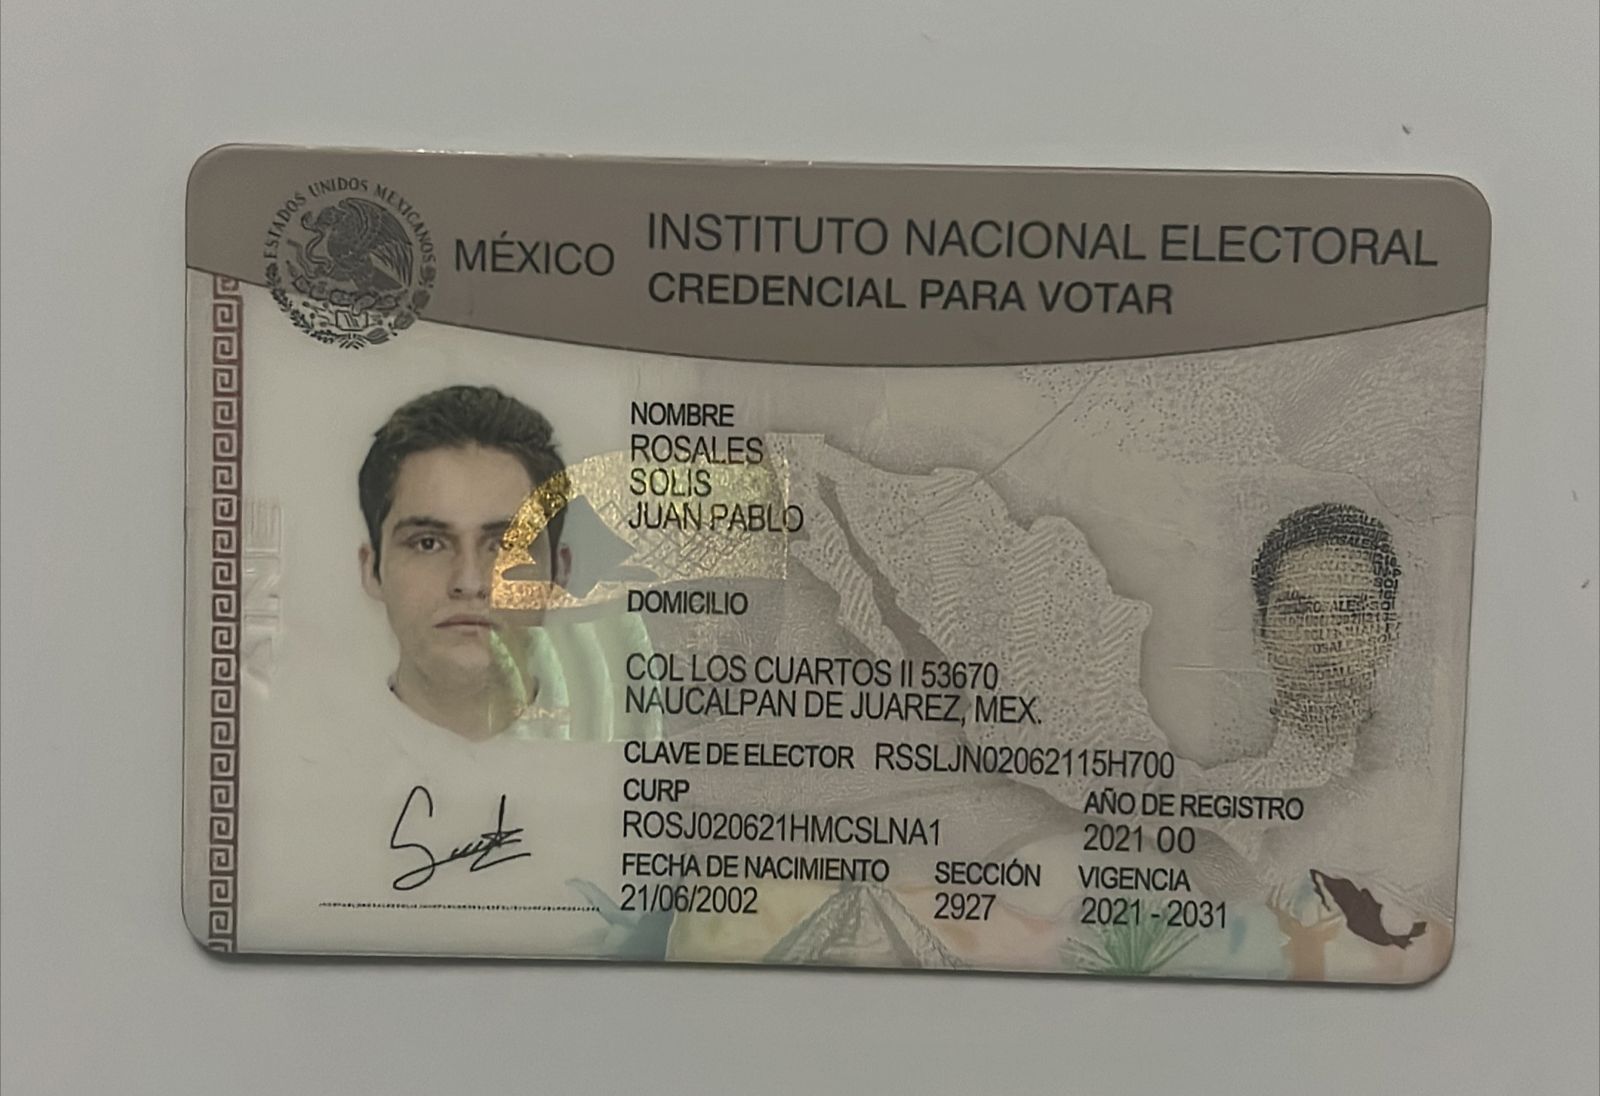 ESTADOS UNIDOS MEXICANOS
MÉXICO
INSTITUTO NACIONAL ELECTORAL
CREDENCIAL PARA VOTAR
NOMBRE
ROSALES
SOLIS
JUAN PABLO
DOMICILIO
COL LOS CUARTOS II 53670
NAUCALPAN DE JUAREZ, MEX.
CLAVE DE ELECTOR RSSLJN02062115H700
CURP
ROSJ020621HMCSLNA1
AÑO DE REGISTRO
2021 00
FECHA DE NACIMIENTO
21/06/2002
SECCIÓN
2927
VIGENCIA
2021 - 2031
INE